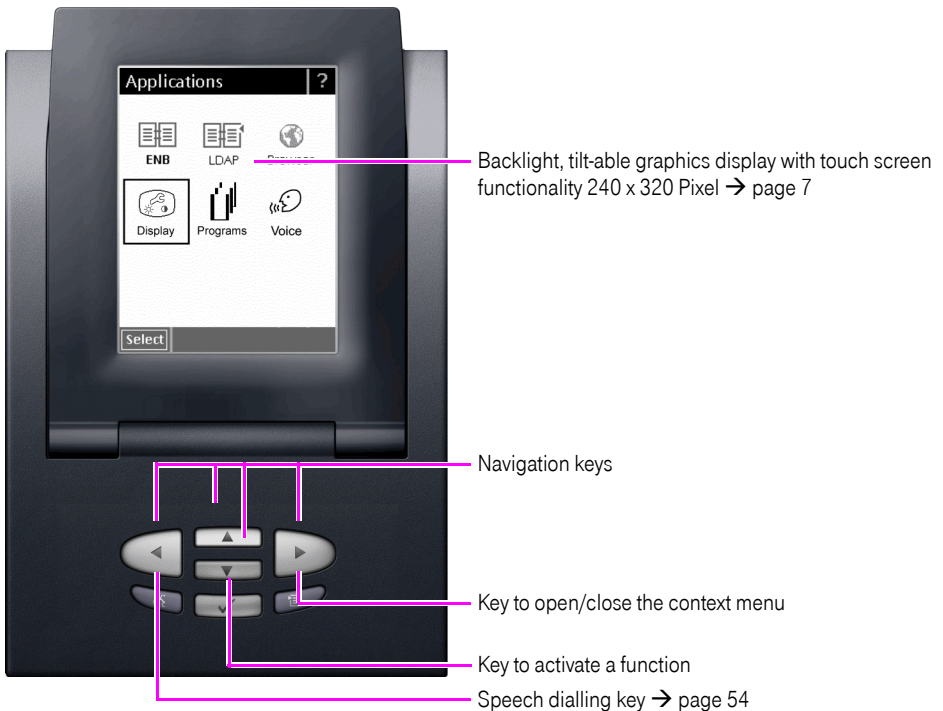 Applications ?
ENB LDAP
Display Programs Voice
Select
Backlight, tilt-able graphics display with touch screen
functionality 240 x 320 Pixel → page 7
Navigation keys
Key to open/close the context menu
Key to activate a function
Speech dialling key → page 54